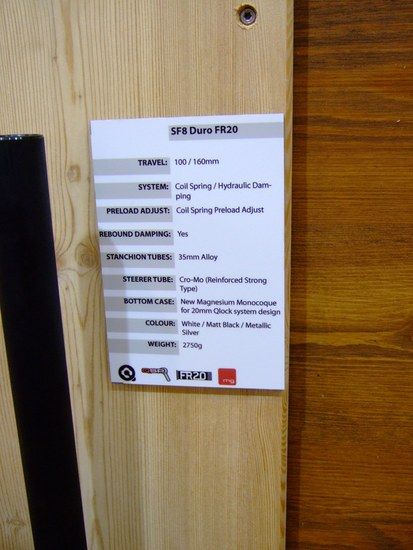 SF8 Duro FR20
TRAVEL: 100 / 160mm
SYSTEM: Coil Spring / Hydraulic Dam-
ping
PRELOAD ADJUST: Coil Spring Preload Adjust
REBOUND DAMPING: Yes
STANCHION TUBES: 35mm Alloy
STEERER TUBE: Cro-Mo (Reinforced Strong
Type)
BOTTOM CASE: New Magnesium Monocoque
for 20mm Qlock system design
COLOUR: White / Matt Black / Metallic
Silver
WEIGHT: 2750g
FR20 mg